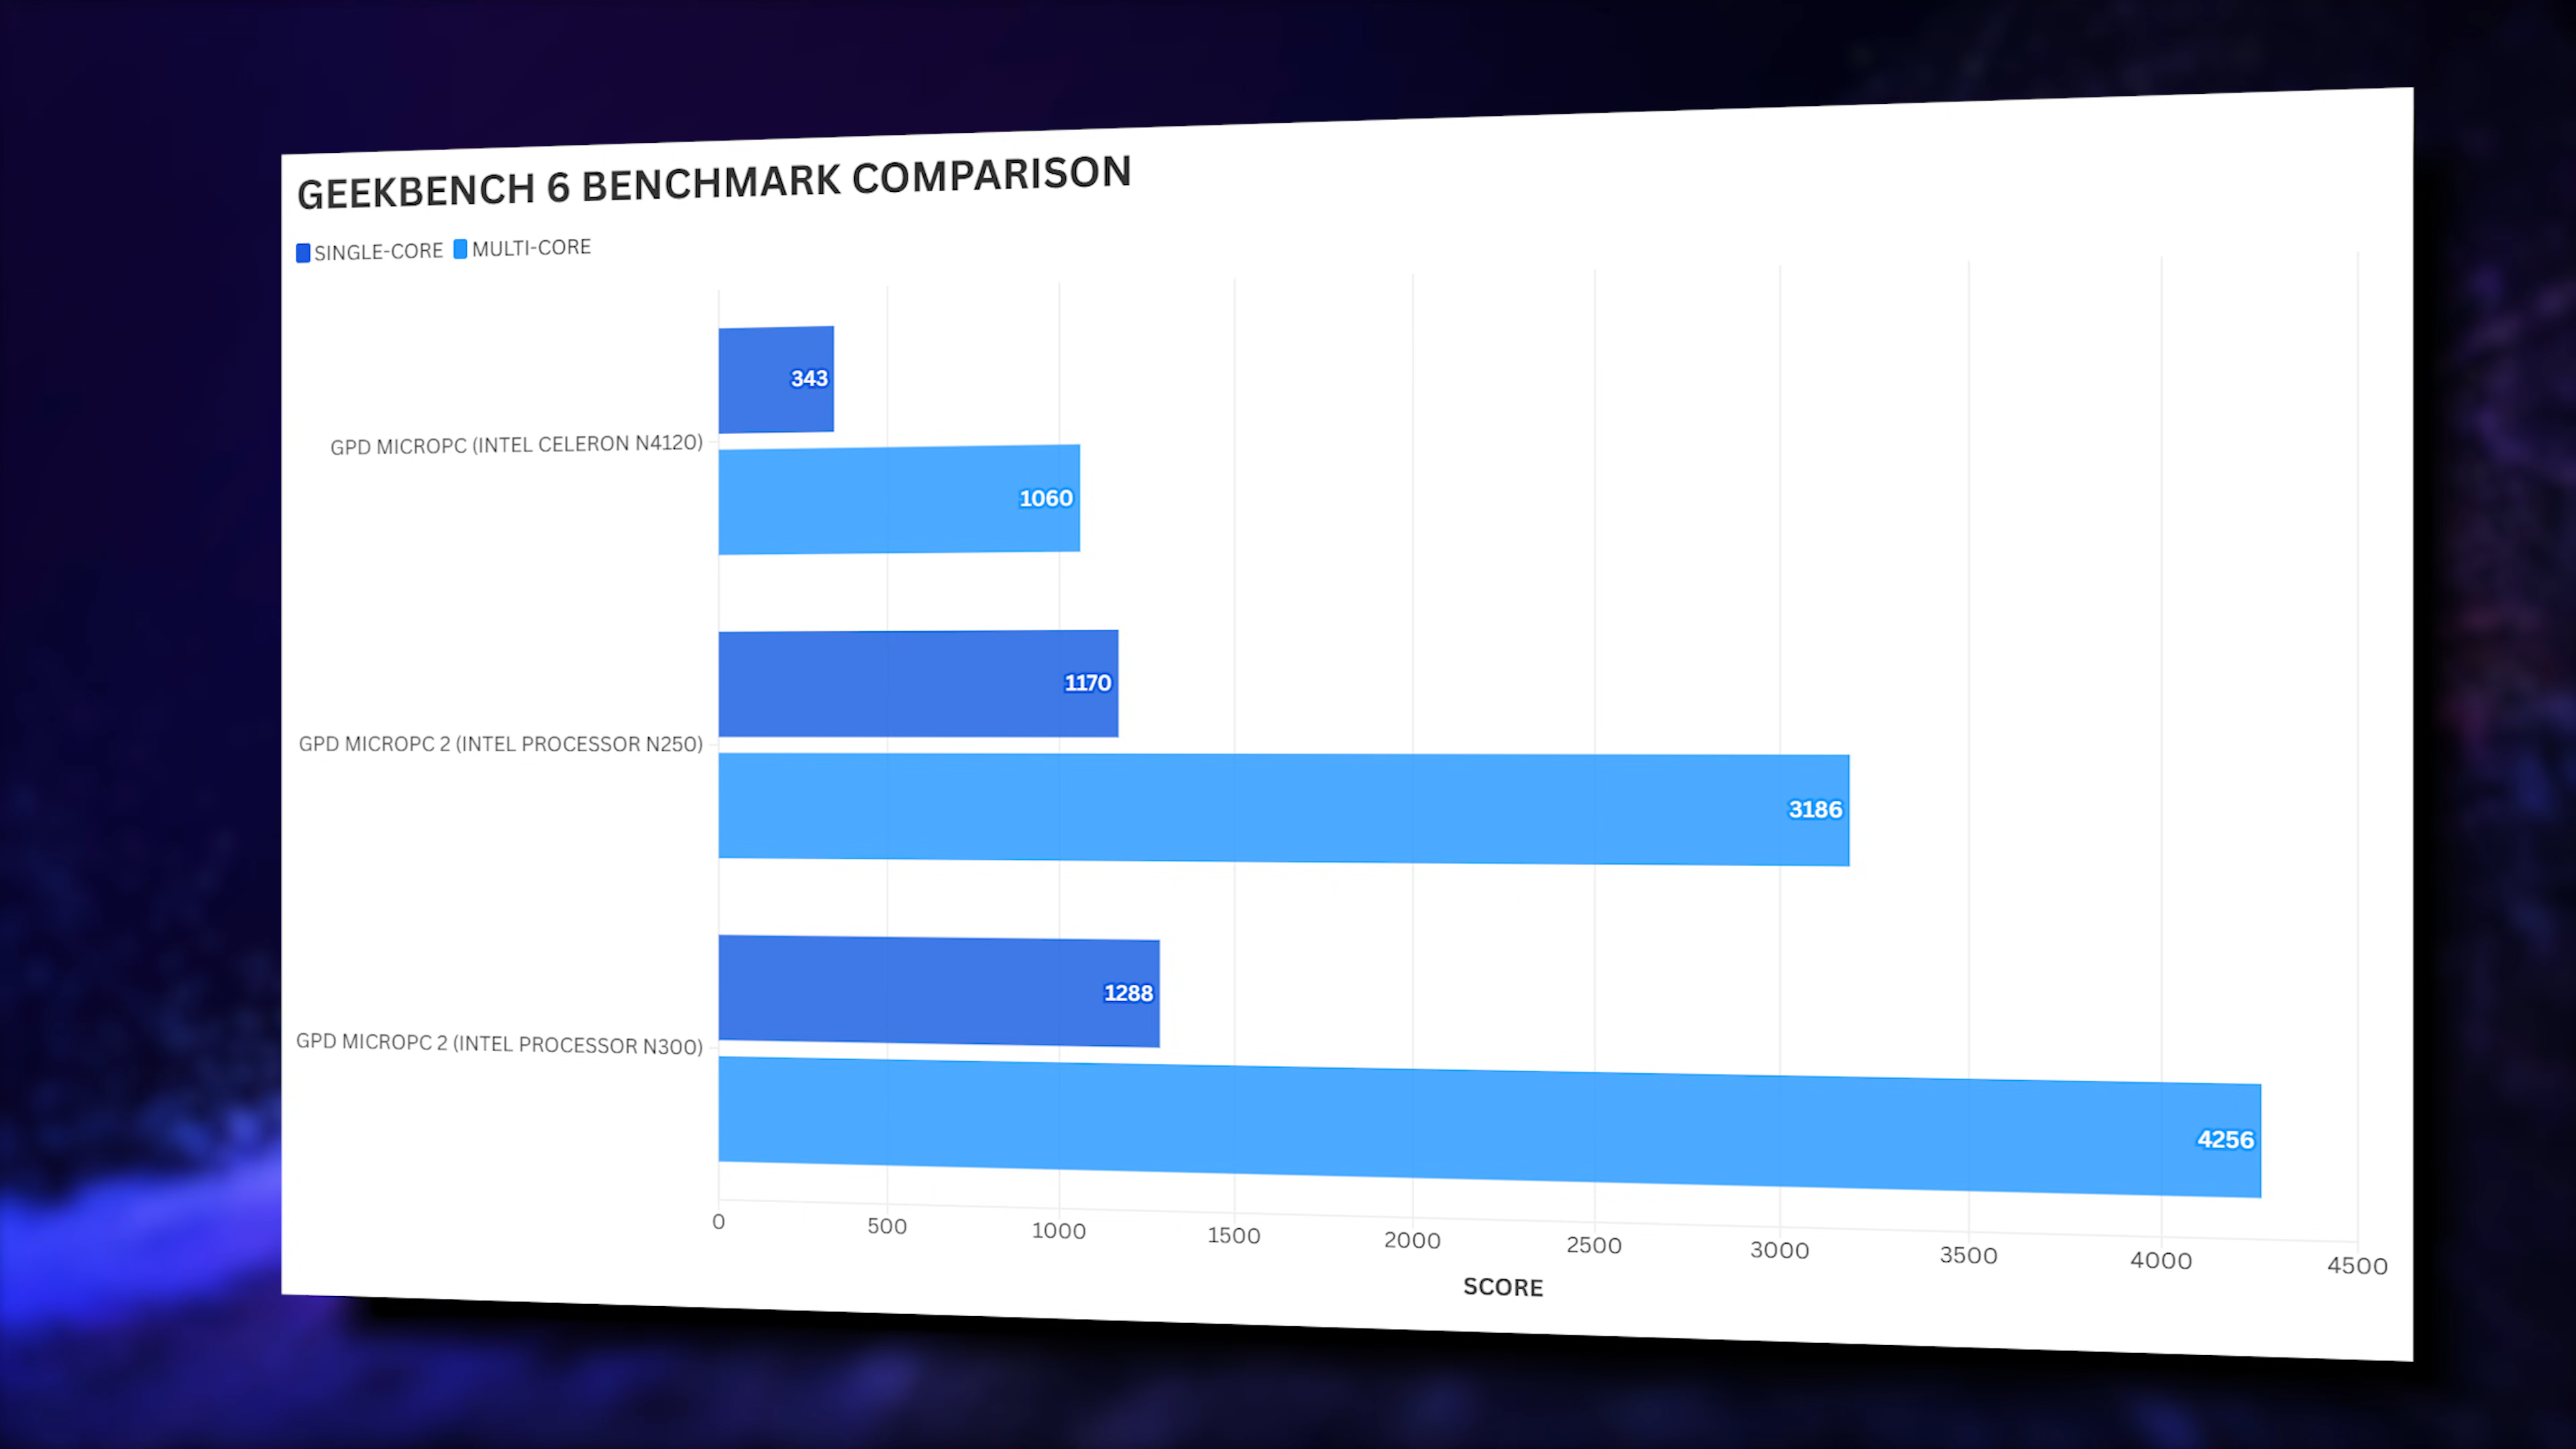 GEEKBENCH 6 BENCHMARK COMPARISON
SINGLE-CORE MULTI-CORE
343
GPD MICROPC (INTEL CELERON N4120)
1060
1170
GPD MICROPC 2 (INTEL PROCESSOR N250)
3186
1288
GPD MICROPC 2 (INTEL PROCESSOR N300)
4256
0 500 1000 1500 2000 2500 3000 3500 4000 4500
SCORE